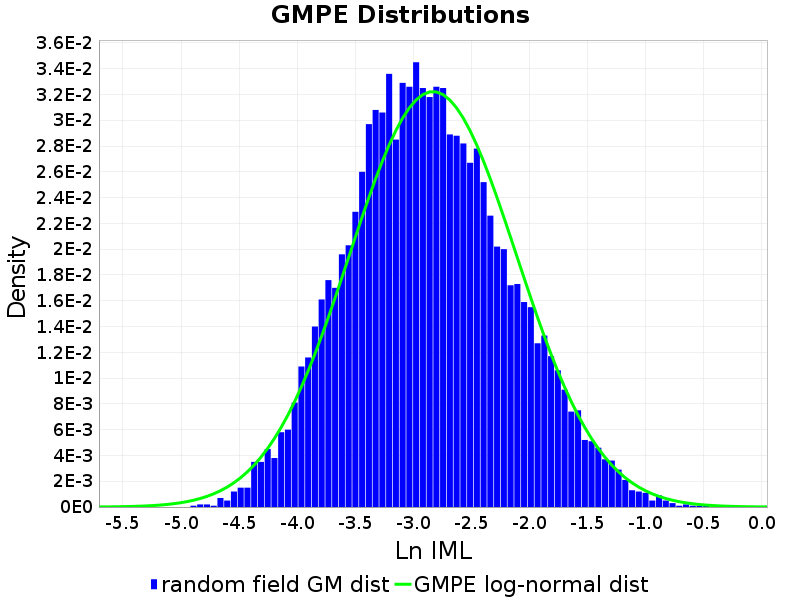 GMPE Distributions
3.6E-2
3.4E-2
3.2E-2
3E-2
2.8E-2
2.6E-2
2.4E-2
2.2E-2
2E-2
1.8E-2
1.6E-2
1.4E-2
1.2E-2
1E-2
8E-3
6E-3
4E-3
2E-3
0E0
Density
-5.5 -5.0 -4.5 -4.0 -3.5 -3.0 -2.5 -2.0 -1.5 -1.0 -0.5 0.0
Ln IML
random field GM dist GMPE log-normal dist